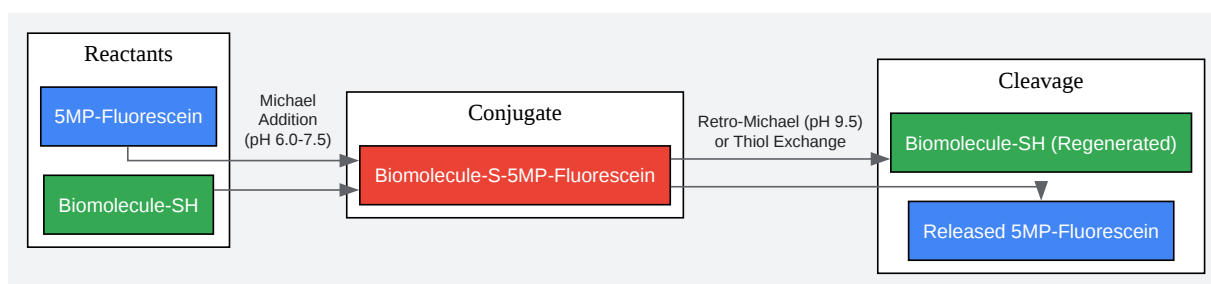 Reactants
5MP-Fluorescein
Biomolecule-SH
Michael
Addition
(pH 6.0-7.5)
Conjugate
Biomolecule-S-5MP-Fluorescein
Retro-Michael (pH 9.5)
or Thiol Exchange
Cleavage
Biomolecule-SH (Regenerated)
Released 5MP-Fluorescein